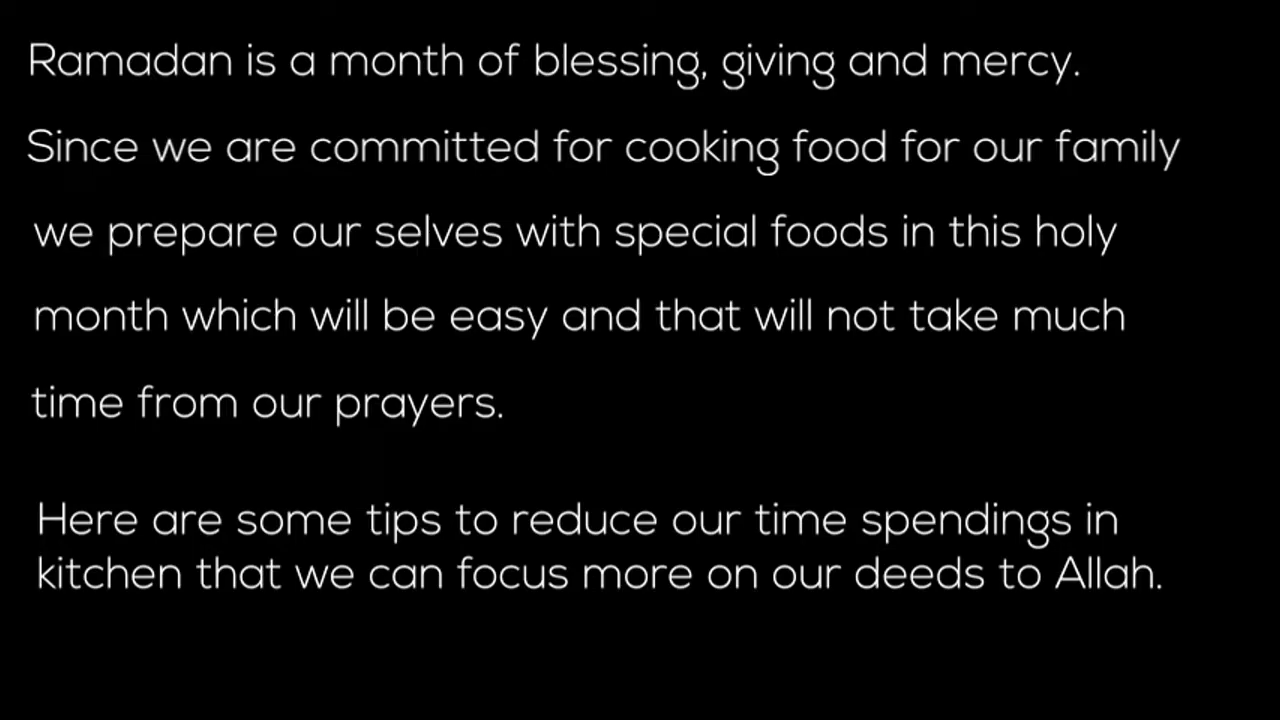 Ramadan is a month of blessing, giving and mercy.
Since we are committed for cooking food for our family
we prepare our selves with special foods in this holy
month which will be easy and that will not take much
time from our prayers.
Here are some tips to reduce our time spendings in
kitchen that we can focus more on our deeds to Allah.